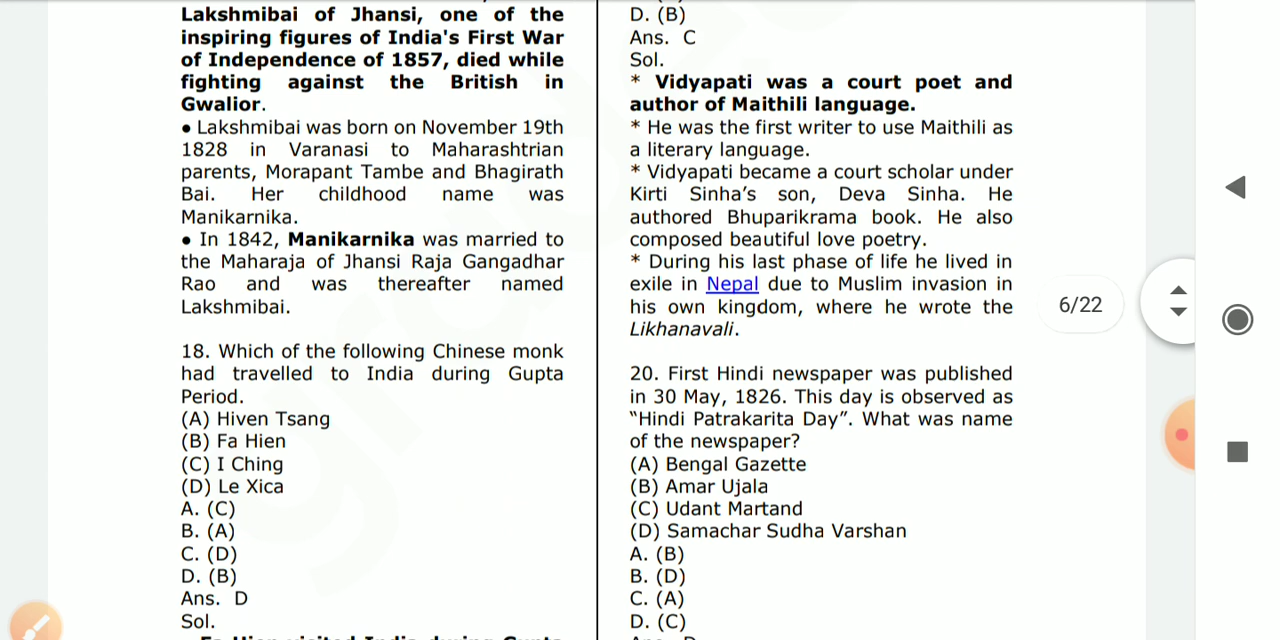 Lakshmibai of Jhansi, one of the
inspiring figures of India's First War
of Independence of 1857, died while
fighting against the British in
Gwalior.
● Lakshmibai was born on November 19th
1828 in Varanasi to Maharashtrian
parents, Morapant Tambe and Bhagirath
Bai. Her childhood name was
Manikarnika.
● In 1842, Manikarnika was married to
the Maharaja of Jhansi Raja Gangadhar
Rao and was thereafter named
Lakshmibai.
18. Which of the following Chinese monk
had travelled to India during Gupta
Period.
(A) Hiven Tsang
(B) Fa Hien
(C) I Ching
(D) Le Xica
A. (C)
B. (A)
C. (D)
D. (B)
Ans. D
Sol.
Fa Hien visited India during Gupta
D. (B)
Ans. C
Sol.
* Vidyapati was a court poet and
author of Maithili language.
* He was the first writer to use Maithili as
a literary language.
* Vidyapati became a court scholar under
Kirti Sinha’s son, Deva Sinha. He
authored Bhuparikrama book. He also
composed beautiful love poetry.
* During his last phase of life he lived in
exile in Nepal due to Muslim invasion in
his own kingdom, where he wrote the
Likhanavali.
20. First Hindi newspaper was published
in 30 May, 1826. This day is observed as
“Hindi Patrakarita Day”. What was name
of the newspaper?
(A) Bengal Gazette
(B) Amar Ujala
(C) Udant Martand
(D) Samachar Sudha Varshan
A. (B)
B. (D)
C. (A)
D. (C)
Ans. D
6/22